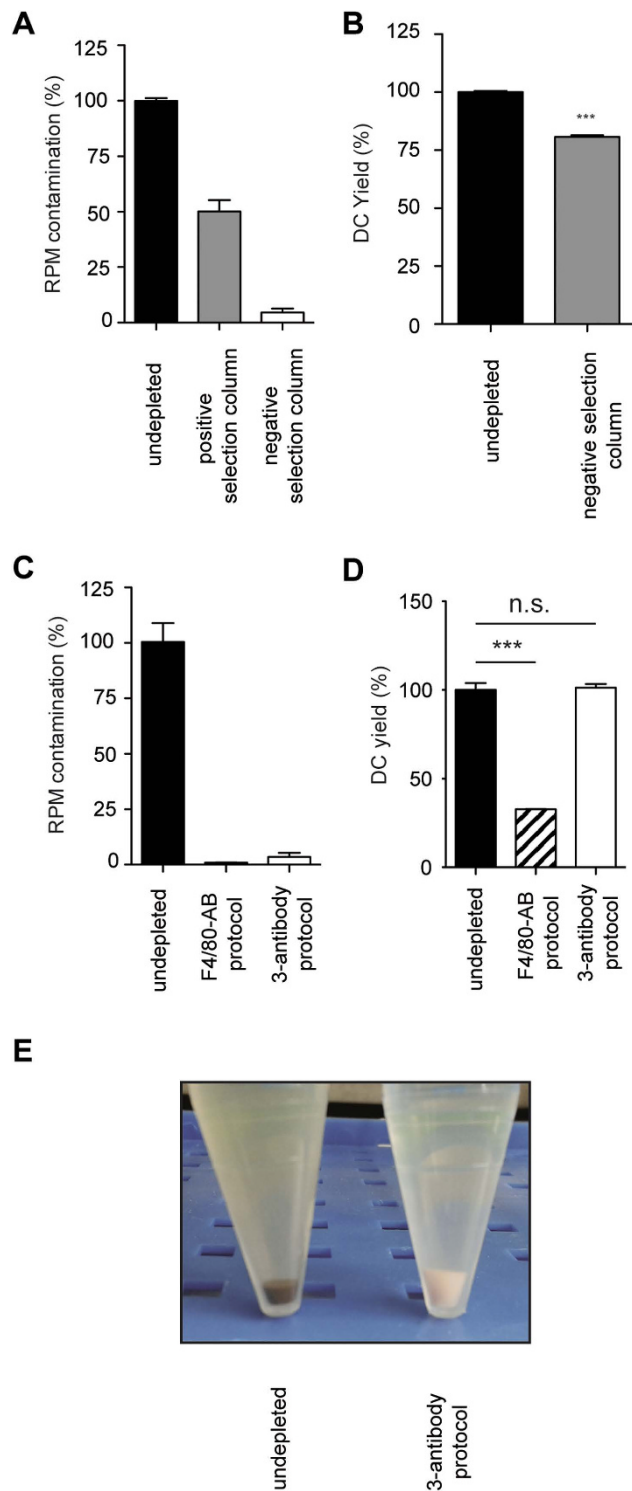 A
RPM contamination (%)
125
100
75
50
25
0
undepleted
positive
selection column
negative
selection column
B
DC Yield (%)
125
100
75
50
25
0
***
undepleted
negative selection
column
C
RPM contamination (%)
125
100
75
50
25
0
undepleted
F4/80-AB
protocol
3-antibody
protocol
D
DC yield (%)
150
100
50
0
n.s.
***
undepleted
F4/80-AB
protocol
3-antibody
protocol
E
undepleted
3-antibody
protocol